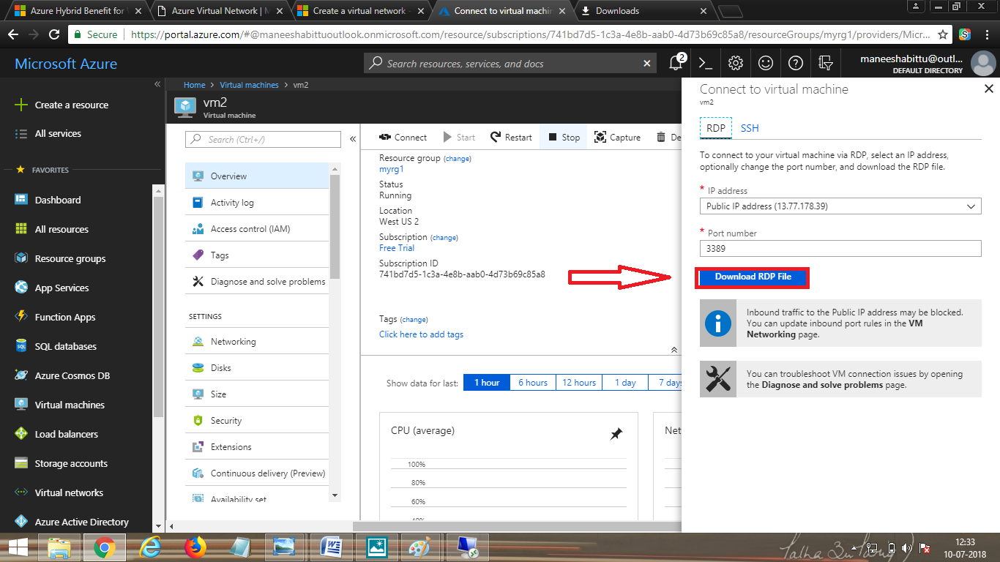 Azure Hybrid Benefit for
Azure Virtual Network | M
Create a virtual network -
Connect to virtual machin
Downloads
Secure
https://portal.azure.com/#@maneeshabittuoutlook.onmicrosoft.com/resource/subscriptions/741bd7d5-1c3a-4e8b-aab0-4d73b69c85a8/resourceGroups/myrg1/providers/Micr...
Microsoft Azure
Search resources, services, and docs
2
maneeshabittu@outl...
DEFAULT DIRECTORY
Create a resource
All services
FAVORITES
Dashboard
All resources
Resource groups
App Services
Function Apps
SQL databases
Azure Cosmos DB
Virtual machines
Load balancers
Storage accounts
Virtual networks
Azure Active Directory
Home > Virtual machines > vm2
vm2
Virtual machine
Search (Ctrl+/)
Overview
Activity log
Access control (IAM)
Tags
Diagnose and solve problems
SETTINGS
Networking
Disks
Size
Security
Extensions
Continuous delivery (Preview)
Availability set
Connect
Start
Restart
Stop
Capture
De
Resource group (change)
myrg1
Status
Running
Location
West US 2
Subscription (change)
Free Trial
Subscription ID
741bd7d5-1c3a-4e8b-aab0-4d73b69c85a8
Tags (change)
Click here to add tags
Show data for last:
1 hour
6 hours
12 hours
1 day
7 days
CPU (average)
100%
80%
60%
40%
Net
Connect to virtual machine
vm2
RDP
SSH
To connect to your virtual machine via RDP, select an IP address,
optionally change the port number, and download the RDP file.
* IP address
Public IP address (13.77.178.39)
* Port number
3389
Download RDP File
Inbound traffic to the Public IP address may be blocked.
You can update inbound port rules in the VM
Networking page.
You can troubleshoot VM connection issues by opening
the Diagnose and solve problems page.
12:33
10-07-2018